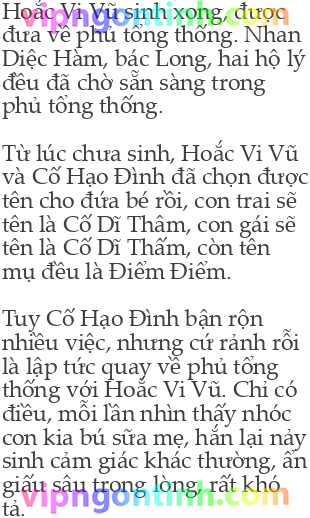 Hoắc Vi Vũ sinh xong, được
đưa về phủ tổng thống. Nhan
Diệc Hàm, bác Long, hai hộ lý
đều đã chờ sẵn sàng trong
phủ tổng thống.
Từ lúc chưa sinh, Hoắc Vi Vũ
và Cố Hạo Đình đã chọn được
tên cho đứa bé rồi, con trai sẽ
tên là Cố Dĩ Thâm, con gái sẽ
tên là Cố Dĩ Thấm, còn tên
mụ đều là Điểm Điểm.
Tuy Cố Hạo Đình bận rộn
nhiều việc, nhưng cứ rảnh rỗi
là lập tức quay về phủ tổng
thống với Hoắc Vi Vũ. Chỉ có
điều, mỗi lần nhìn thấy nhóc
con kia bú sữa mẹ, hắn lại nảy
sinh cảm giác khác thường, ẩn
giấu sâu trong lòng, rất khó
tả.
vipngontinh.com
vipngontinh.com